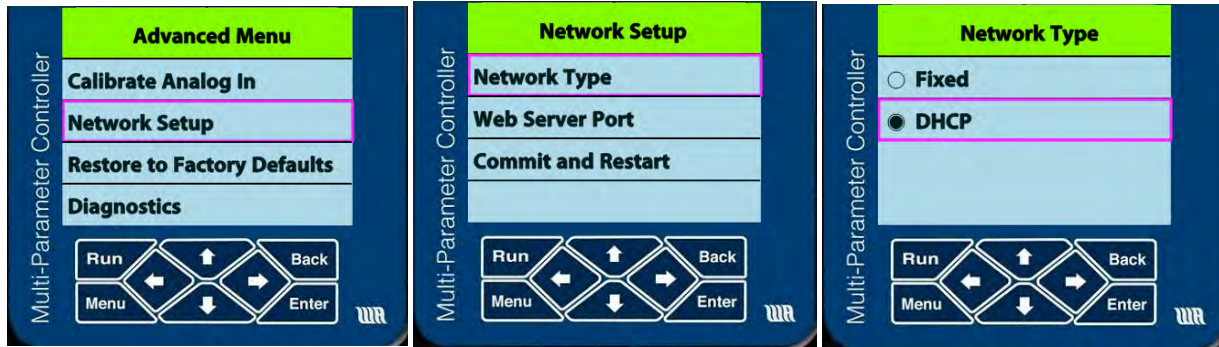 Multi-Parameter Controller
Advanced Menu
Calibrate Analog In
Network Setup
Restore to Factory Defaults
Diagnostics
Run
Back
Menu
Enter
Multi-Parameter Controller
Network Setup
Network Type
Web Server Port
Commit and Restart
Run
Back
Menu
Enter
Multi-Parameter Controller
Network Type
Fixed
DHCP
Run
Back
Menu
Enter